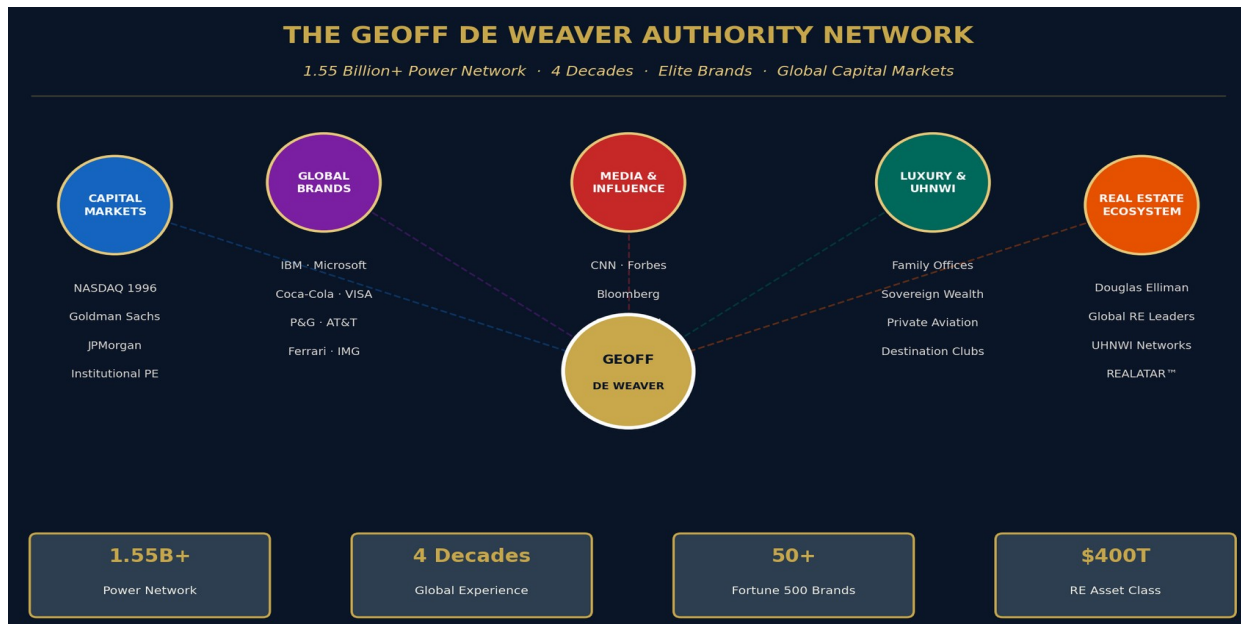 THE GEOFF DE WEAVER AUTHORITY NETWORK
1.55 Billion+ Power Network · 4 Decades · Elite Brands · Global Capital Markets
CAPITAL
MARKETS
NASDAQ 1996
Goldman Sachs
JPMorgan
Institutional PE
GLOBAL
BRANDS
IBM · Microsoft
Coca-Cola · VISA
P&G · AT&T
Ferrari · IMG
MEDIA &
INFLUENCE
CNN · Forbes
Bloomberg
LUXURY &
UHNWI
Family Offices
Sovereign Wealth
Private Aviation
Destination Clubs
REAL ESTATE
ECOSYSTEM
Douglas Elliman
Global RE Leaders
UHNWI Networks
REALATAR™
GEOFF
DE WEAVER
1.55B+
Power Network
4 Decades
Global Experience
50+
Fortune 500 Brands
$400T
RE Asset Class